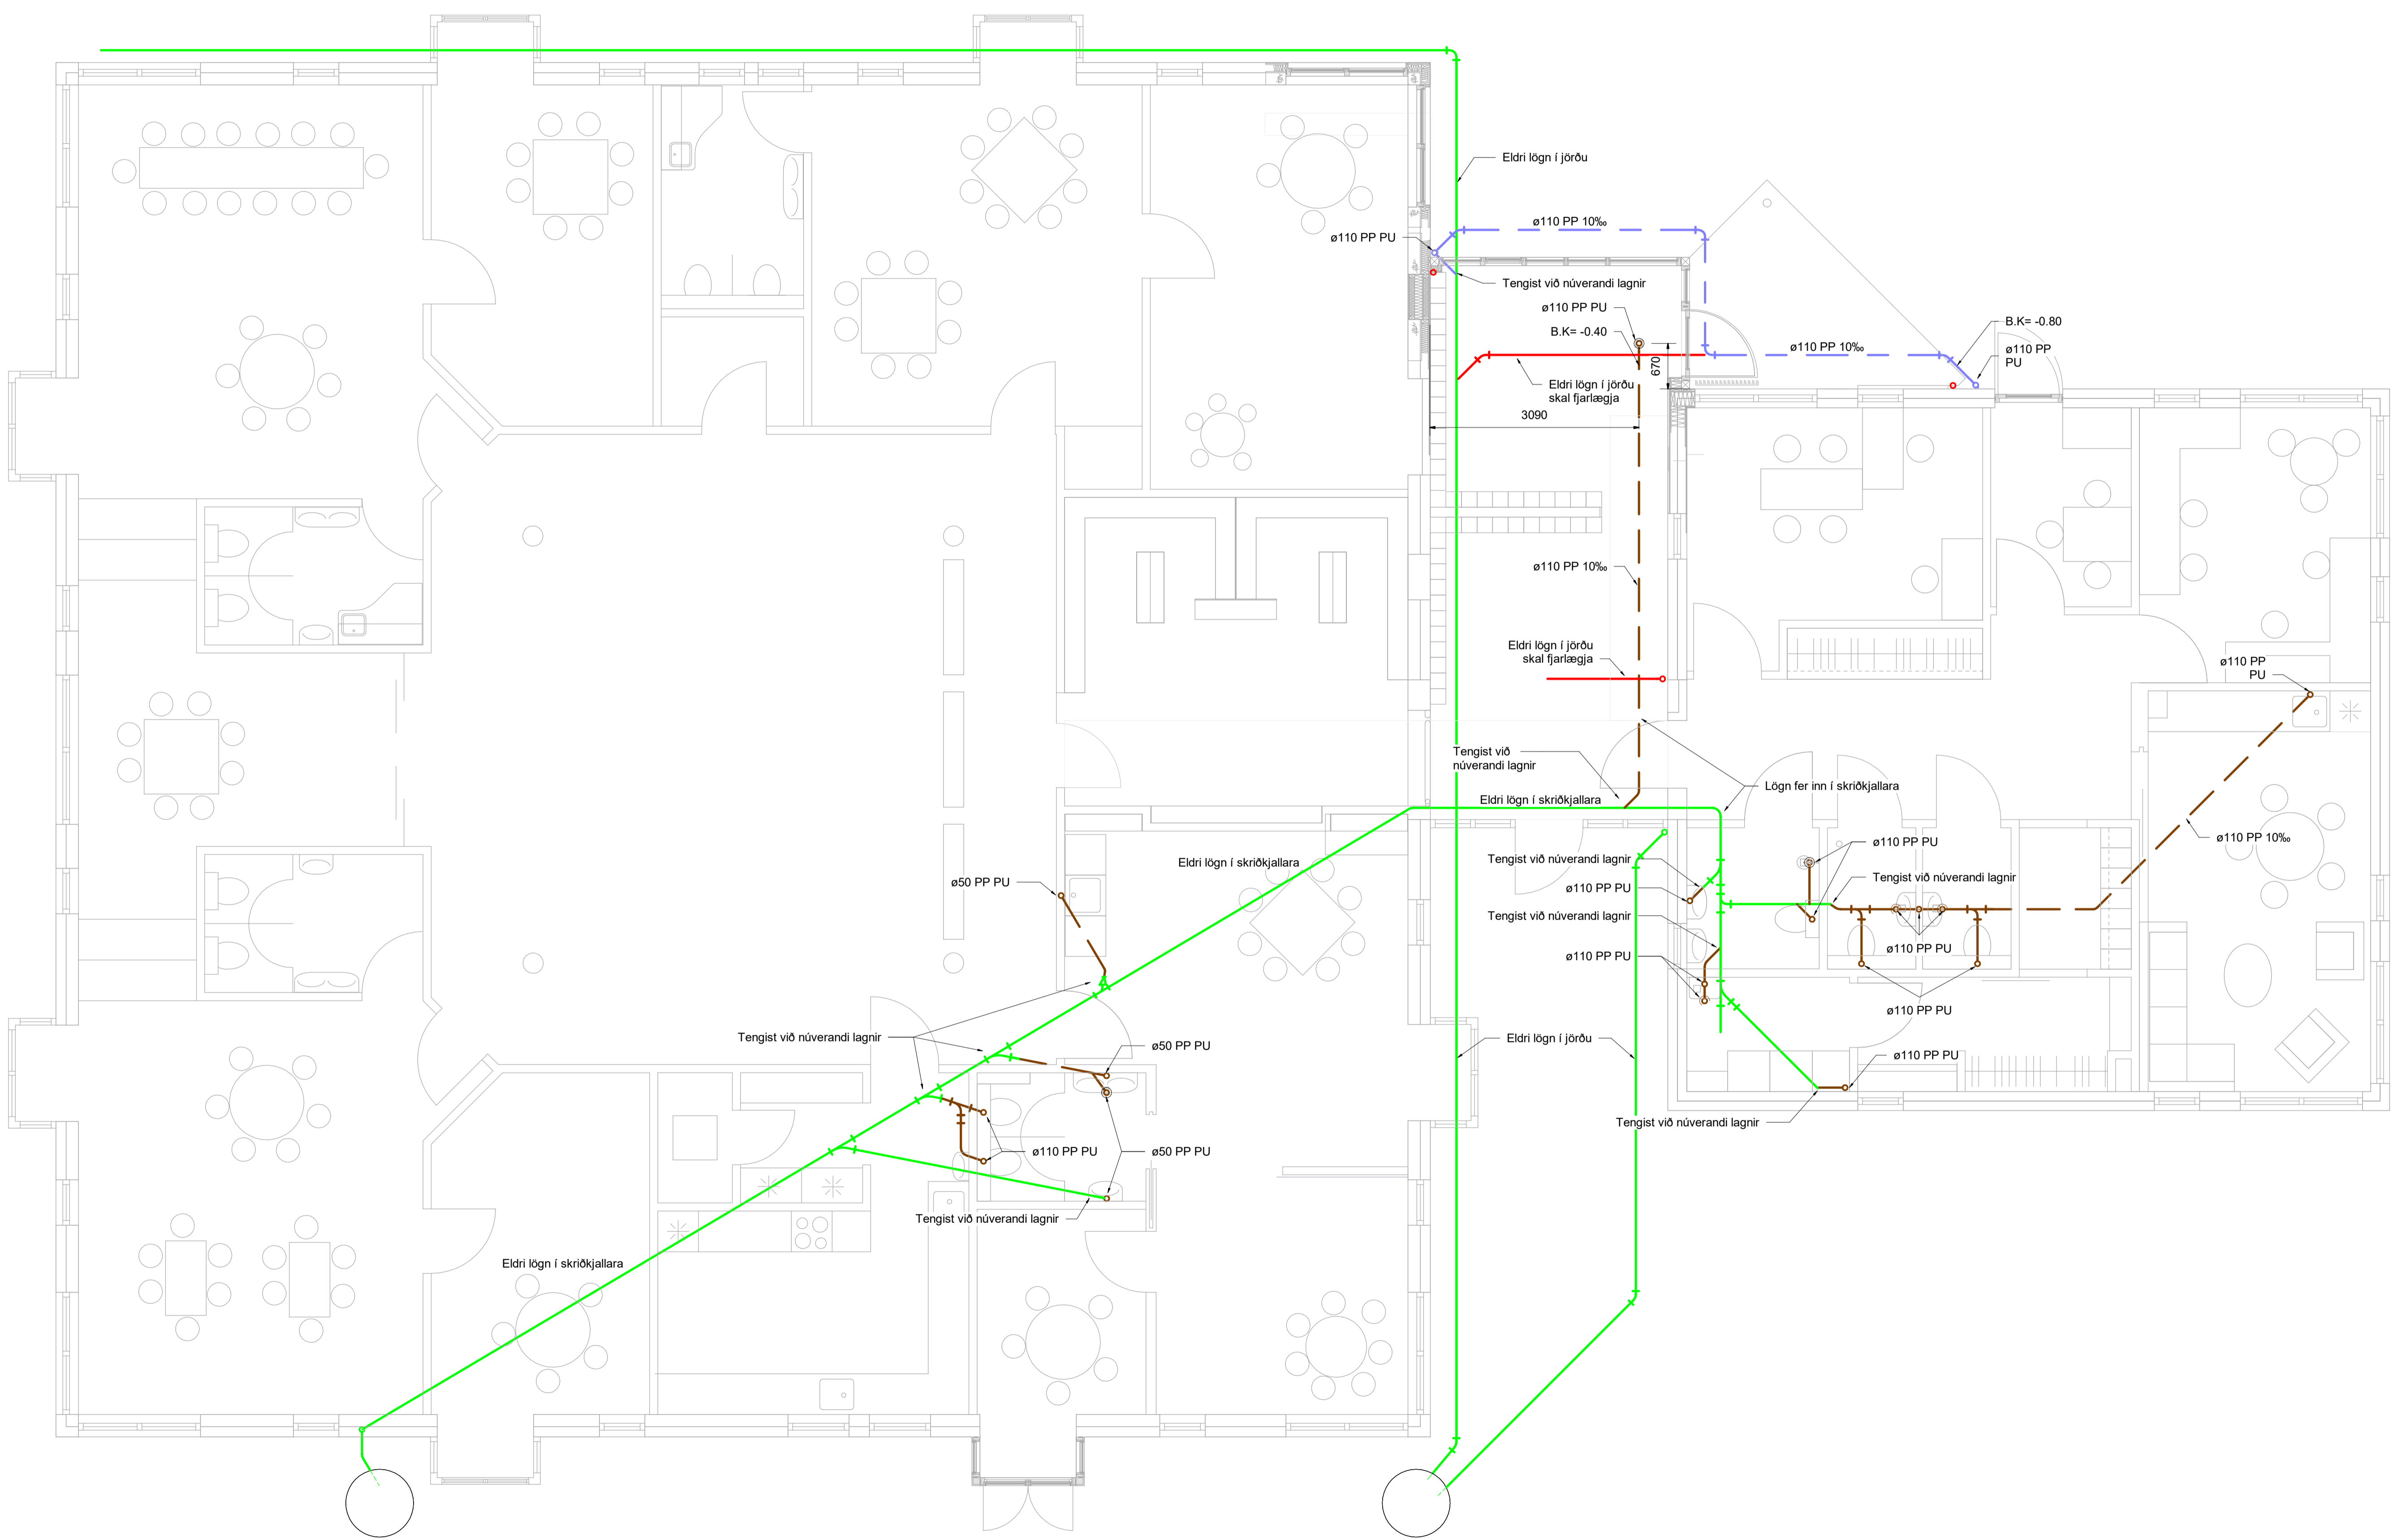 Eldri lögn í jörðu
ø110 PP 10‰
ø110 PP PU
Tengist við núverandi lagnir
ø110 PP PU
B.K= -0.40
B.K= -0.80
ø110 PP 10‰
ø110 PP
PU
670
Eldri lögn í jörðu
skal fjarlægja
3090
ø110 PP 10‰
Eldri lögn í jörðu
skal fjarlægja
ø110 PP
PU
Tengist við
núverandi lagnir
Lögn fer inn í skriðkjallara
Eldri lögn í skriðkjallara
ø110 PP 10‰
ø110 PP PU
Eldri lögn í skriðkjallara
Tengist við núverandi lagnir
ø50 PP PU
Tengist við núverandi lagnir
ø110 PP PU
Tengist við núverandi lagnir
ø110 PP PU
ø110 PP PU
ø110 PP PU
Tengist við núverandi lagnir
Eldri lögn í jörðu
ø50 PP PU
ø110 PP PU
Tengist við núverandi lagnir
ø110 PP PU
ø50 PP PU
Tengist við núverandi lagnir
Eldri lögn í skriðkjallara